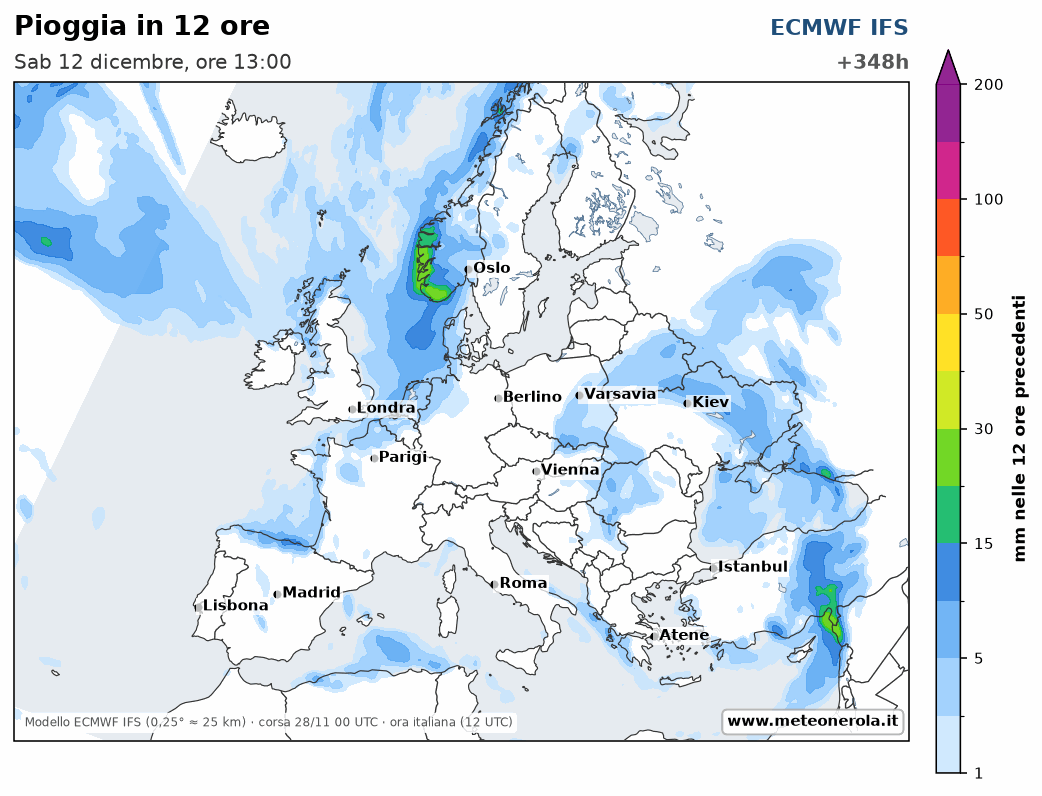 Pioggia in 12 ore
ECMWF IFS
Sab 12 dicembre, ore 13:00
+348h
200
100
50
30
15
5
1
mm nelle 12 ore precedenti
Oslo
Berlino
Varsavia
Kiev
Londra
Parigi
Vienna
Istanbul
Roma
Madrid
Lisbona
Atene
Modello ECMWF IFS (0,25° ≈ 25 km) · corsa 28/11 00 UTC · ora italiana (12 UTC)
www.meteonerola.it